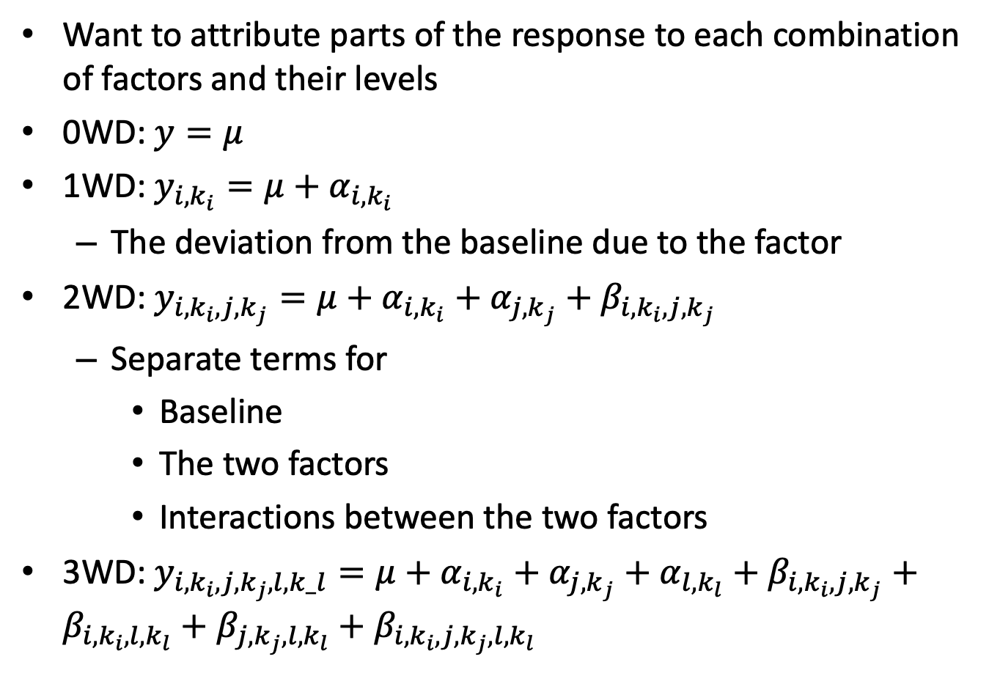 • Want to attribute parts of the response to each combination
of factors and their levels
• 0WD: $y = \mu$
• 1WD: $y_{i,k_i} = \mu + \alpha_{i,k_i}$
– The deviation from the baseline due to the factor
• 2WD: $y_{i,k_i,j,k_j} = \mu + \alpha_{i,k_i} + \alpha_{j,k_j} + \beta_{i,k_i,j,k_j}$
– Separate terms for
• Baseline
• The two factors
• Interactions between the two factors
• 3WD: $y_{i,k_i,j,k_j,l,k\_l} = \mu + \alpha_{i,k_i} + \alpha_{j,k_j} + \alpha_{l,k_l} + \beta_{i,k_i,j,k_j} +$
$\beta_{i,k_i,l,k_l} + \beta_{j,k_j,l,k_l} + \beta_{i,k_i,j,k_j,l,k_l}$